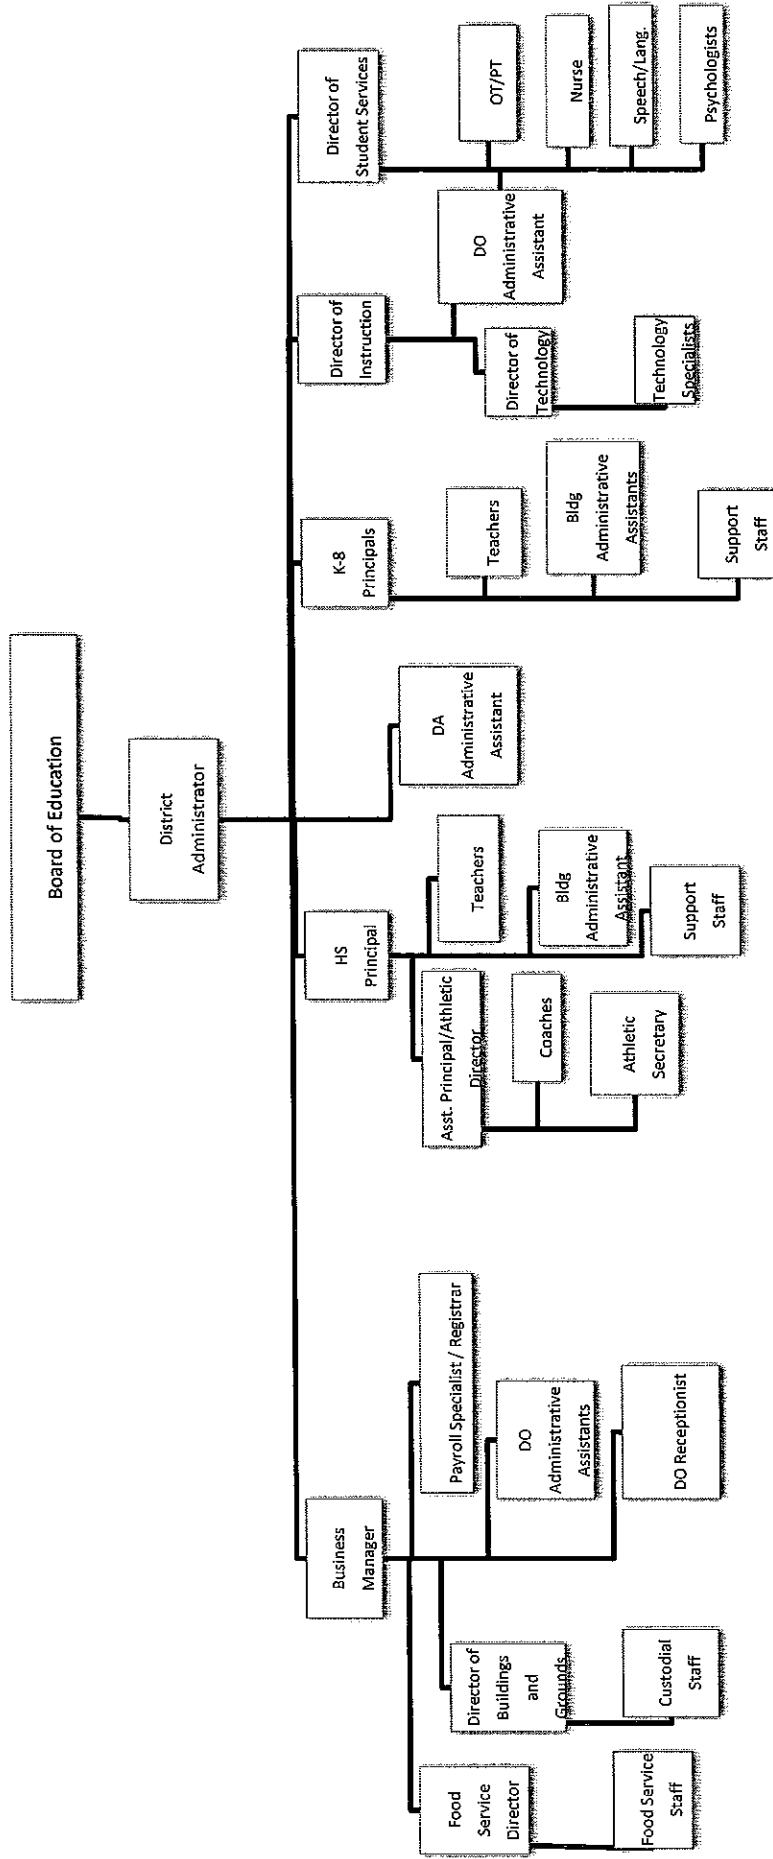 Board of Education
District
Administrator
Business
Manager
HS
Principal
K-8
Principals
Director of
Instruction
Director of
Student Services
DA
Administrative
Assistant
Food
Service
Director
Food Service
Staff
Director of
Buildings
and
Grounds
Custodial
Staff
Payroll Specialist / Registrar
DO
Administrative
Assistants
DO Receptionist
Asst. Principal/Athletic
Director
Coaches
Athletic
Secretary
Teachers
Bldg
Administrative
Assistant
Support
Staff
Teachers
Bldg
Administrative
Assistants
Support
Staff
Director of
Technology
Technology
Specialists
DO
Administrative
Assistant
OT/PT
Nurse
Speech/Lang.
Psychologists